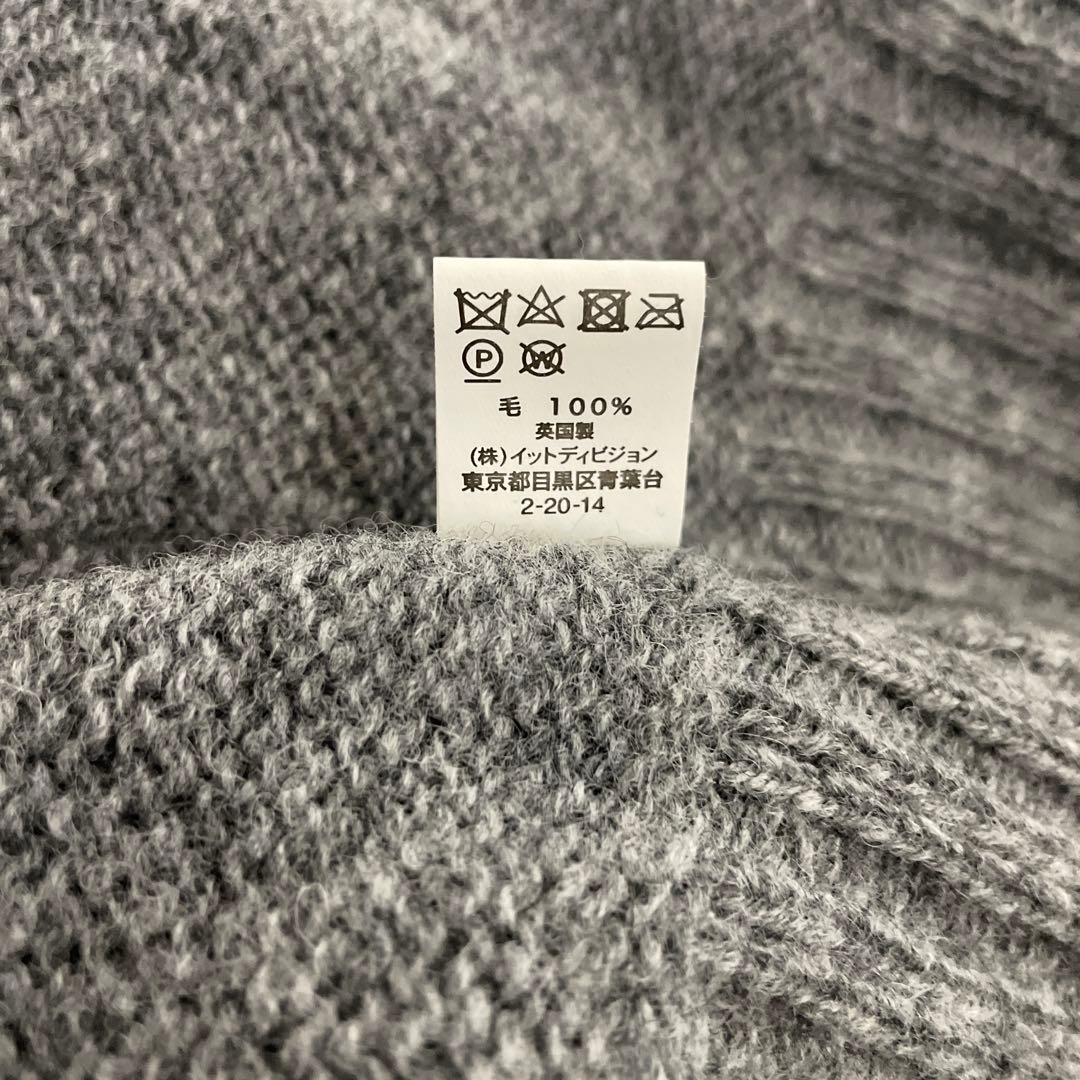 P W
毛 100%
英国製
(株)イットディビジョン
東京都目黒区青葉台
2-20-14